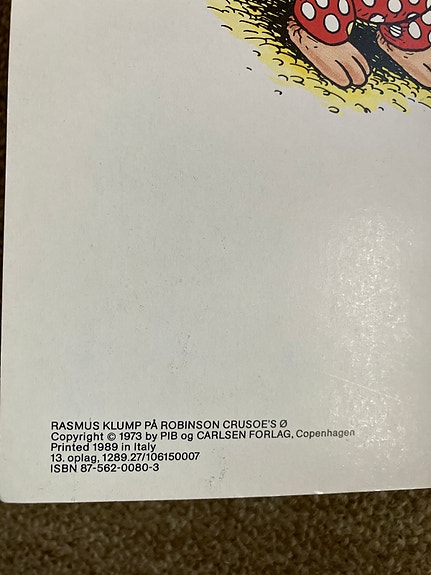 RASMUS KLUMP PÅ ROBINSON CRUSOE'S Ø
Copyright © 1973 by PIB og CARLSEN FORLAG, Copenhagen
Printed 1989 in Italy
13. oplag, 1289.27/106150007
ISBN 87-562-0080-3